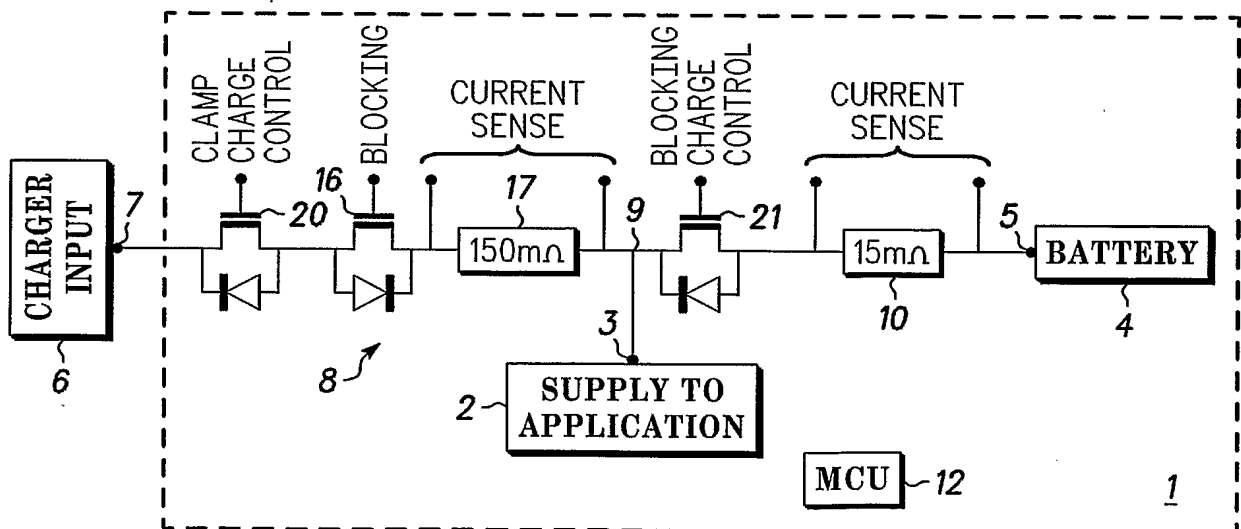 CLAMP
CHARGE
CONTROL
BLOCKING
CURRENT
SENSE
BLOCKING
CHARGE
CONTROL
CURRENT
SENSE
CHARGER
INPUT
7
20
16
17
150mΩ
9
21
15mΩ
10
5
BATTERY
4
6
8
3
2
SUPPLY TO
APPLICATION
MCU
12
1